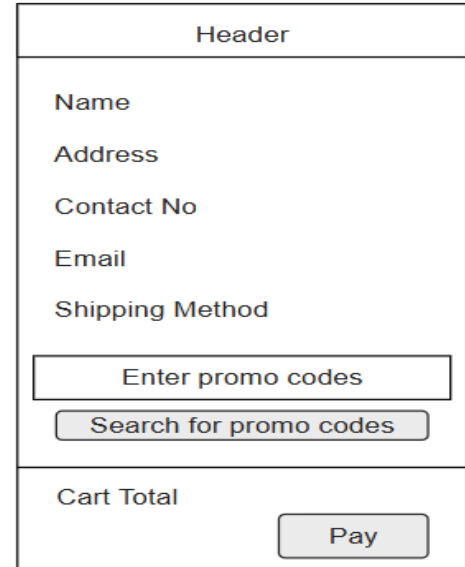 Header
Name
Address
Contact No
Email
Shipping Method
Enter promo codes
Search for promo codes
Cart Total
Pay